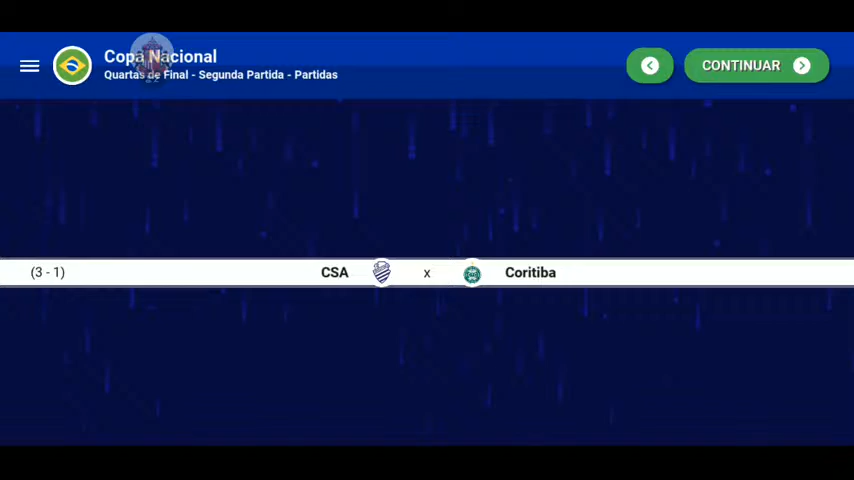 Copa Nacional
Quartas de Final - Segunda Partida - Partidas
CONTINUAR
(3 - 1) CSA x Coritiba